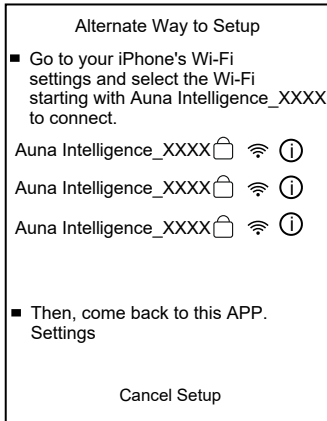 Alternate Way to Setup
Go to your iPhone's Wi-Fi
settings and select the Wi-Fi
starting with Auna Intelligence_XXXX
to connect.
Auna Intelligence_XXXX
Auna Intelligence_XXXX
Auna Intelligence_XXXX
Then, come back to this APP.
Settings
Cancel Setup